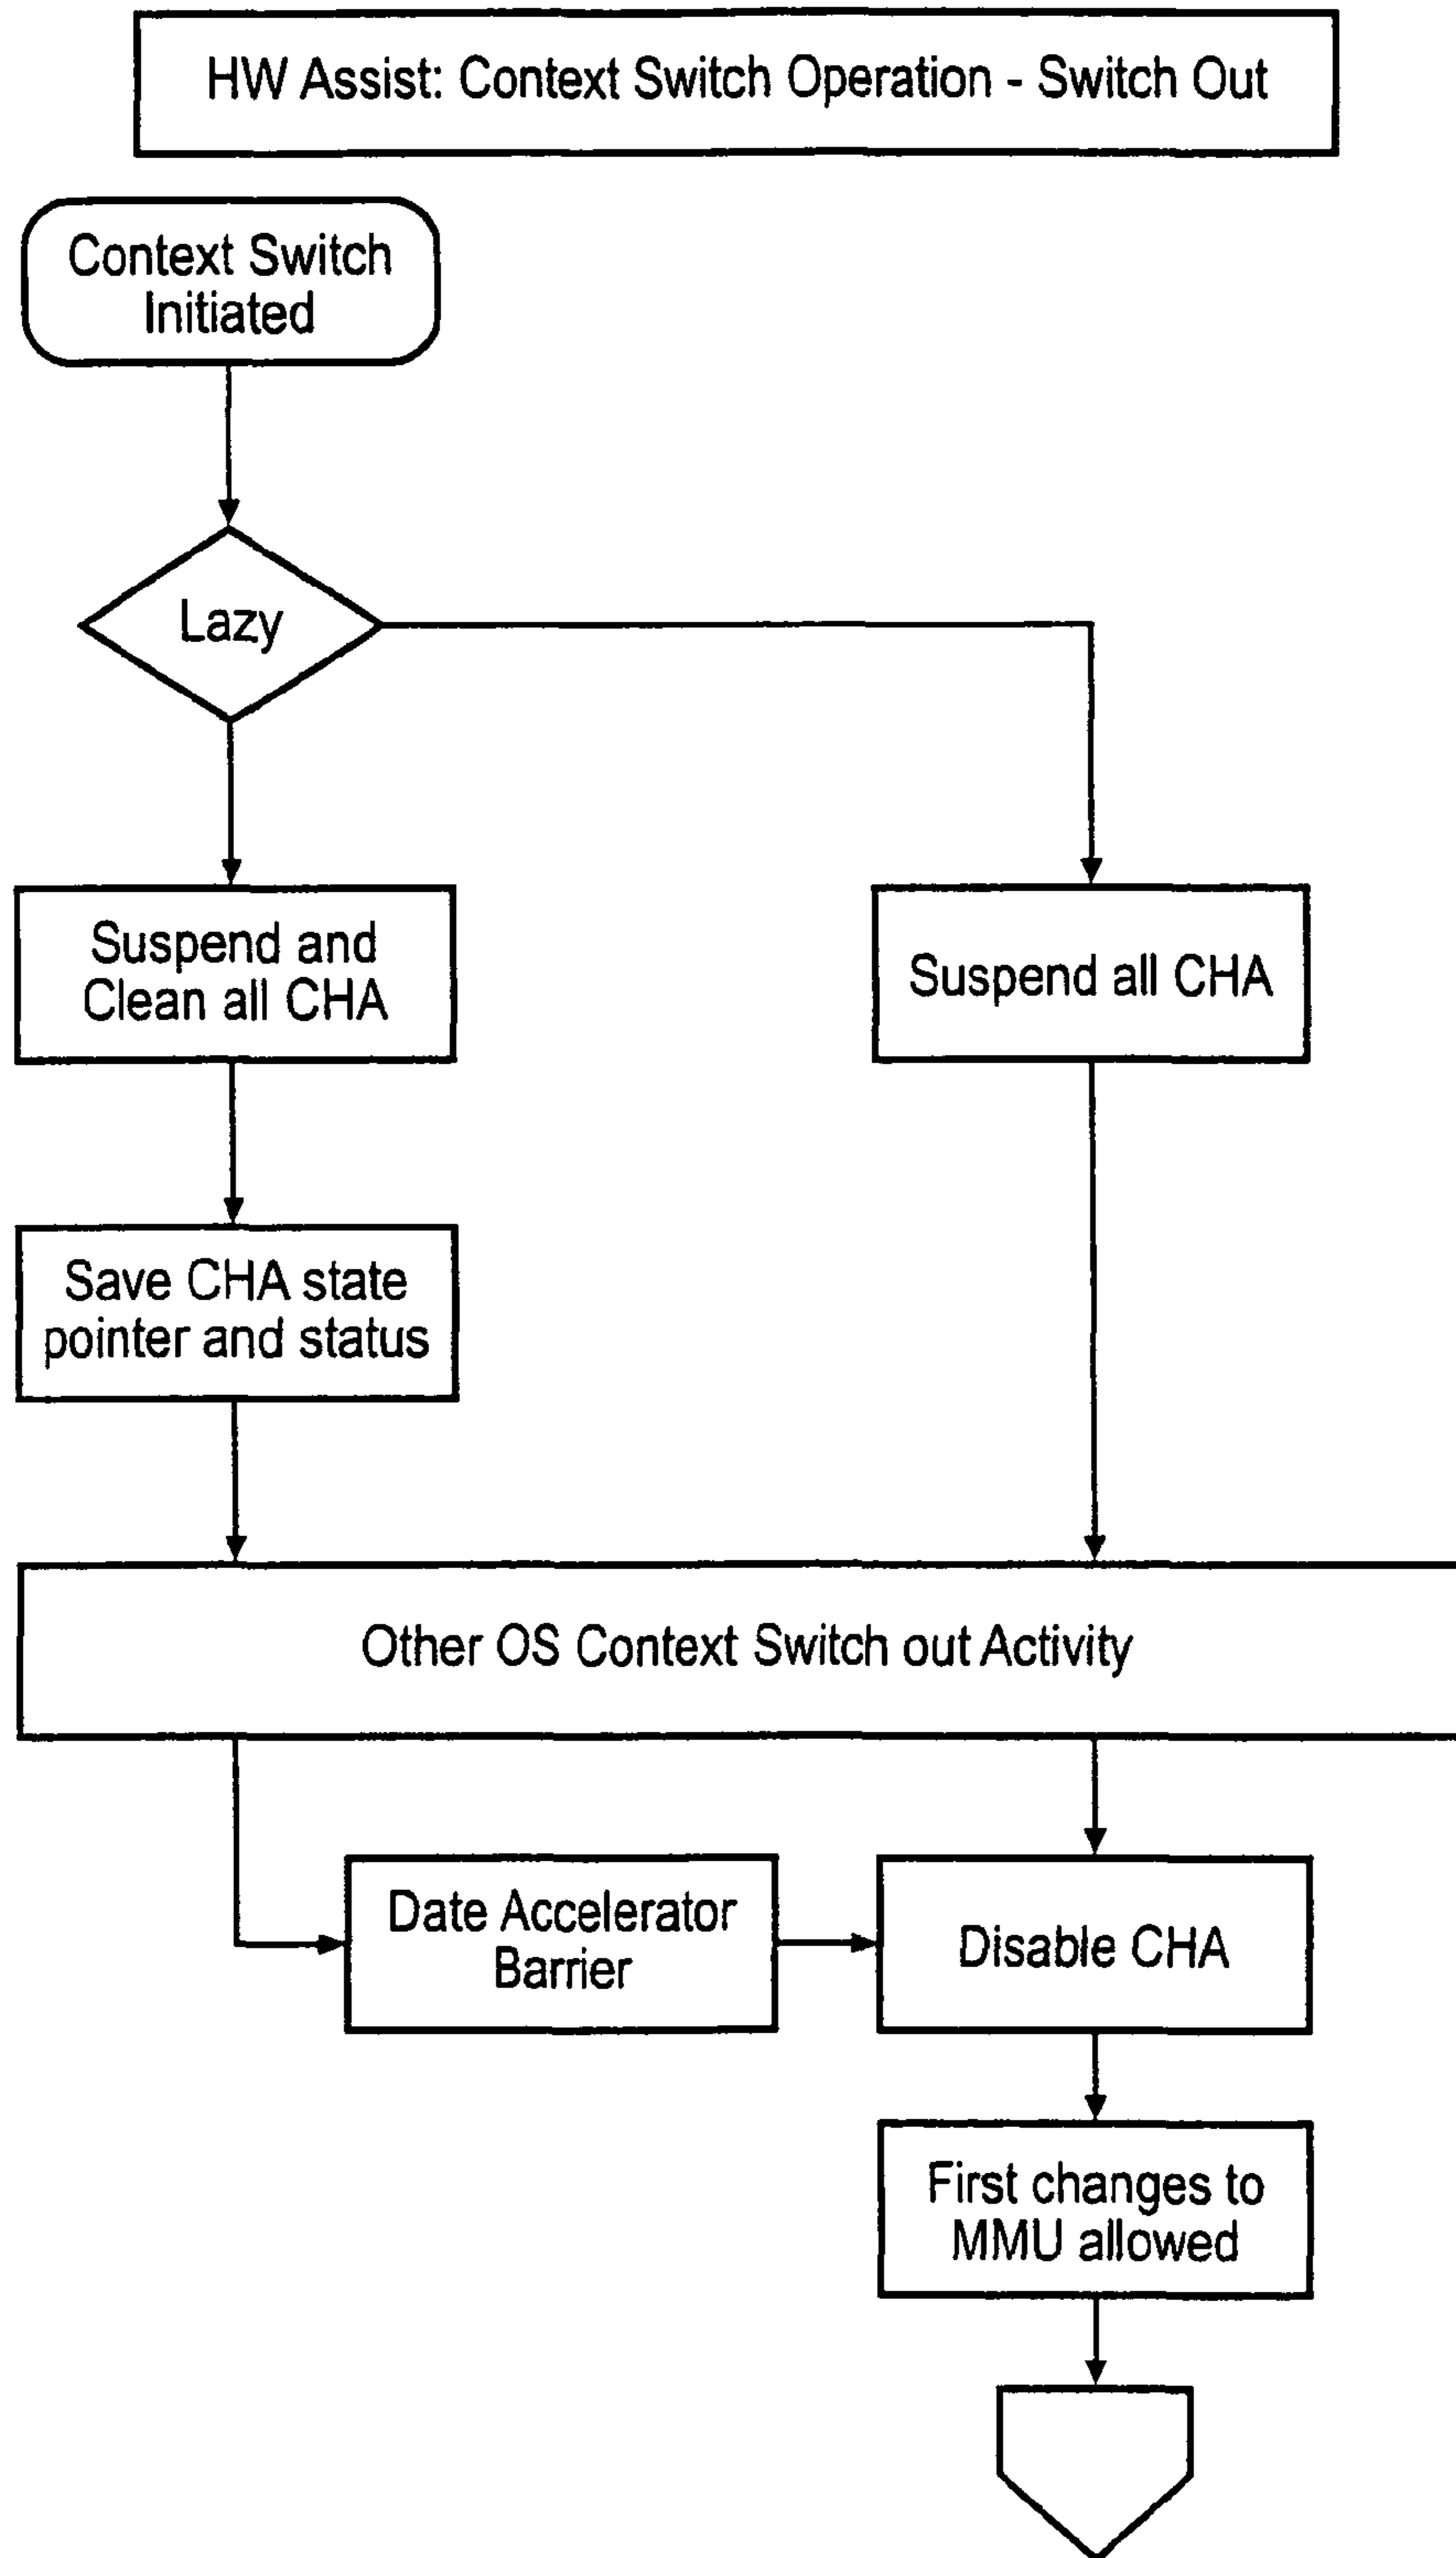 HW Assist: Context Switch Operation - Switch Out
Context Switch
Initiated
Lazy
Suspend and
Clean all CHA
Suspend all CHA
Save CHA state
pointer and status
Other OS Context Switch out Activity
Date Accelerator
Barrier
Disable CHA
First changes to
MMU allowed